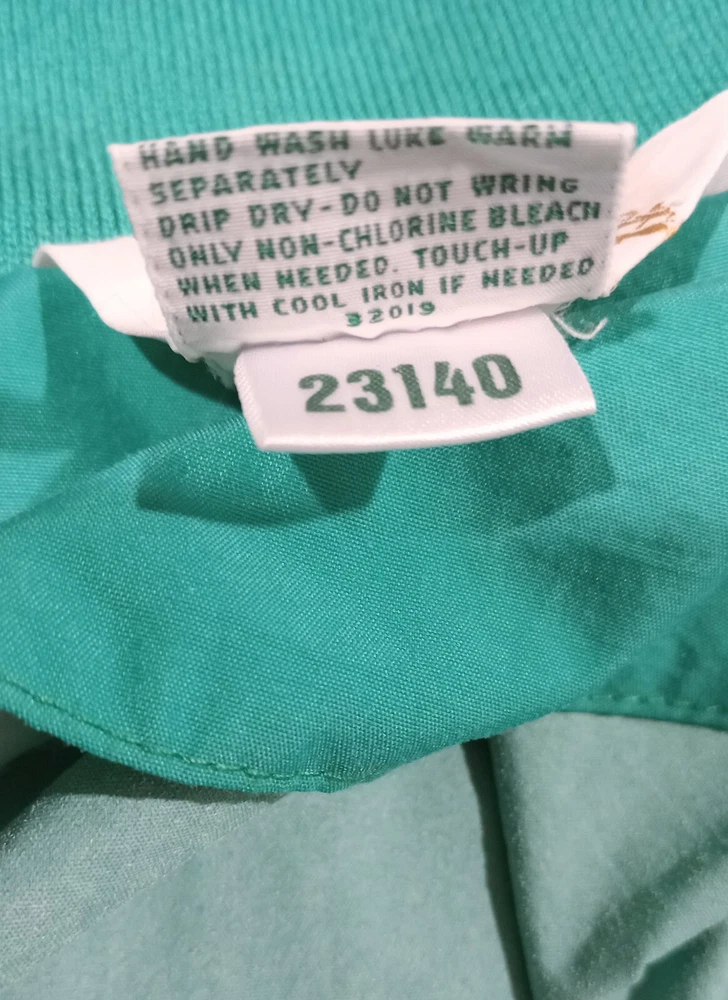 HAND WASH LUKE WARM
SEPARATELY
DRIP DRY-DO NOT WRING
ONLY NON-CHLORINE BLEACH
WHEN NEEDED. TOUCH-UP
WITH COOL IRON IF NEEDED
32019
23140